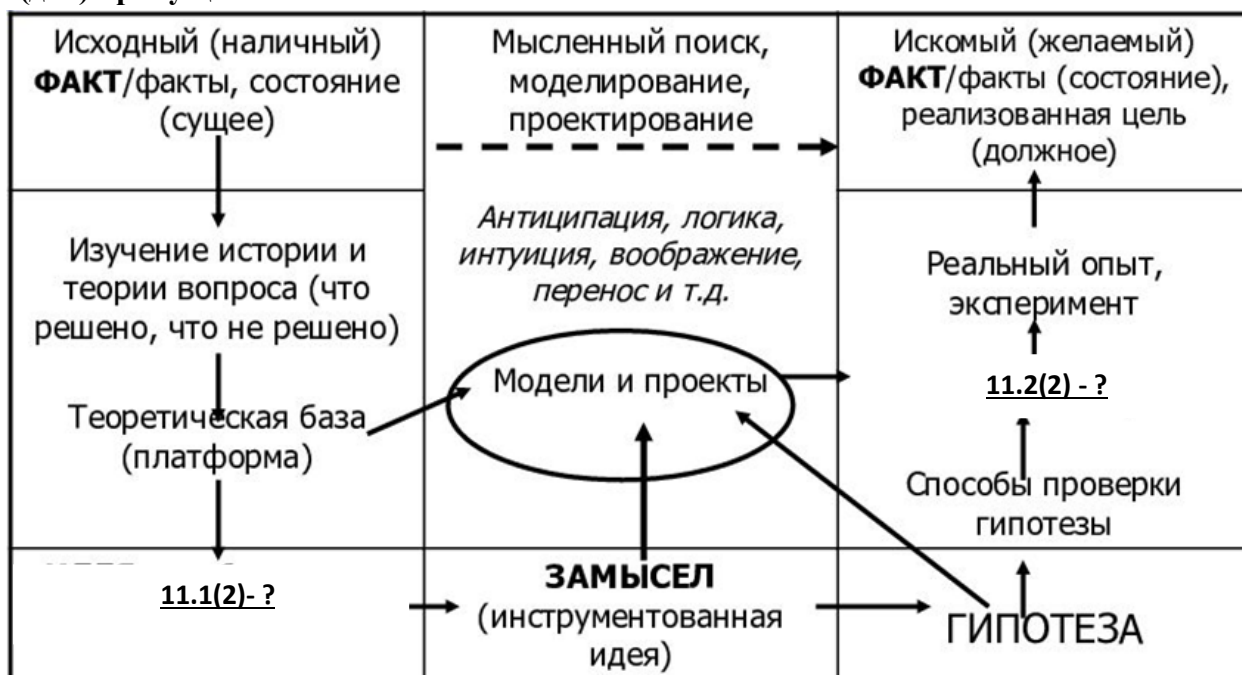 Исходный (наличный)
ФАКТ/факты, состояние
(сущее)
Мысленный поиск,
моделирование,
проектирование
Искомый (желаемый)
ФАКТ/факты (состояние),
реализованная цель
(должное)
Изучение истории и
теории вопроса (что
решено, что не решено)
Теоретическая база
(платформа)
Антиципация, логика,
интуиция, воображение,
перенос и т.д.
Модели и проекты
Реальный опыт,
эксперимент
11.2(2) - ?
Способы проверки
гипотезы
11.1(2)- ?
ЗАМЫСЕЛ
(инструментованная
идея)
ГИПОТЕЗА